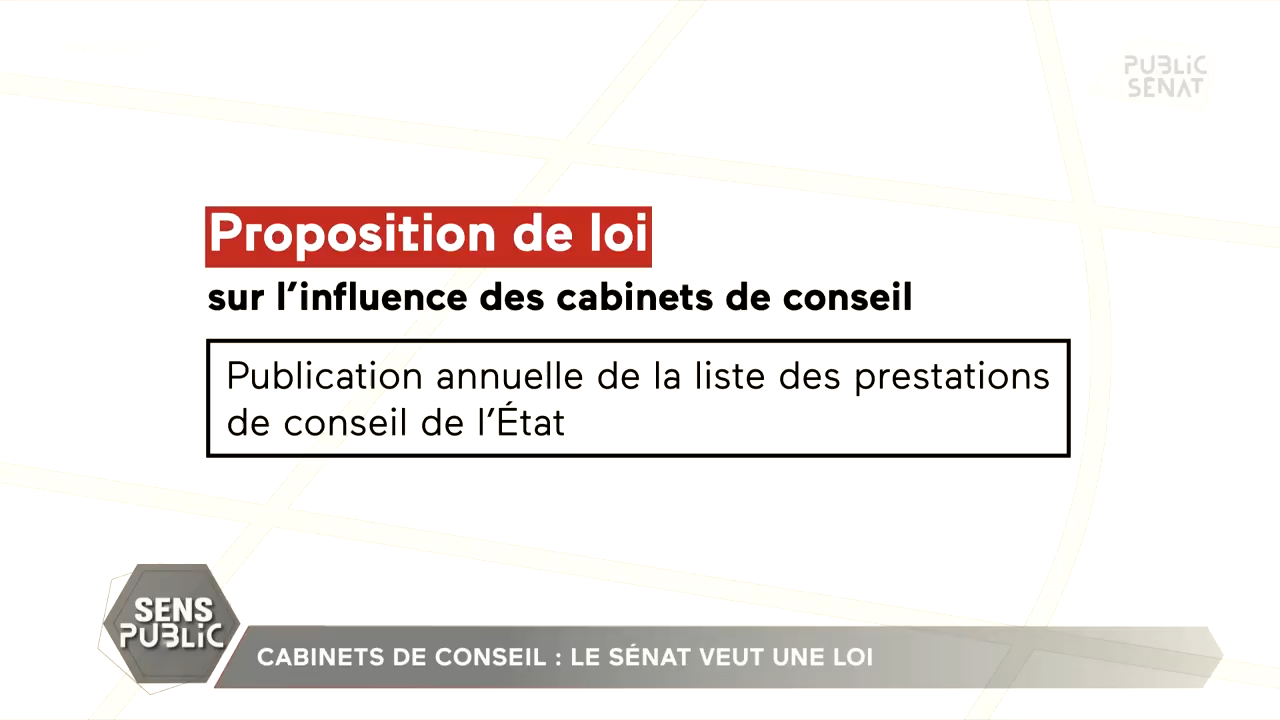 PUBLIC
SÉNAT
Proposition de loi
sur l’influence des cabinets de conseil
Publication annuelle de la liste des prestations
de conseil de l’État
SENS
PUBLIC
CABINETS DE CONSEIL : LE SÉNAT VEUT UNE LOI